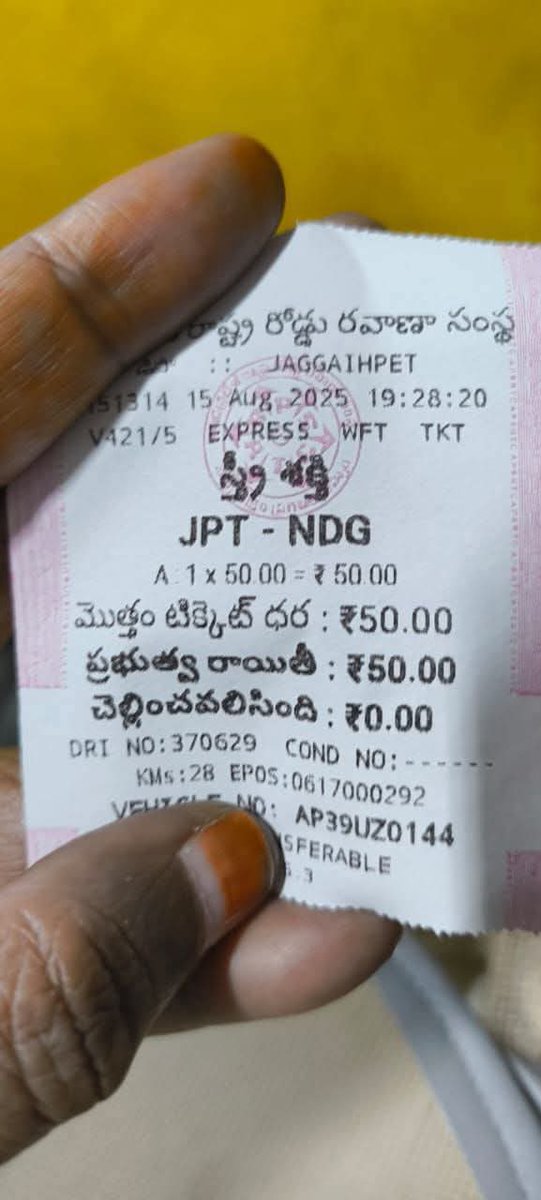 రోడ్డు రవాణా సంస్థ
:: JAGGAIHPET
15 Aug 2025 19:28:20
V421/5 EXPRESS WFT TKT
స్త్రీ శక్తి
JPT - NDG
A: 1 x 50.00 = ₹ 50.00
మొత్తం టిక్కెట్ ధర : ₹50.00
ప్రభుత్వ రాయితీ : ₹50.00
చెల్లించవలిసింది : ₹0.00
DRI NO:370629 COND NO:------
KMs:28 EPOS:0617000292
NO: AP39UZ0144